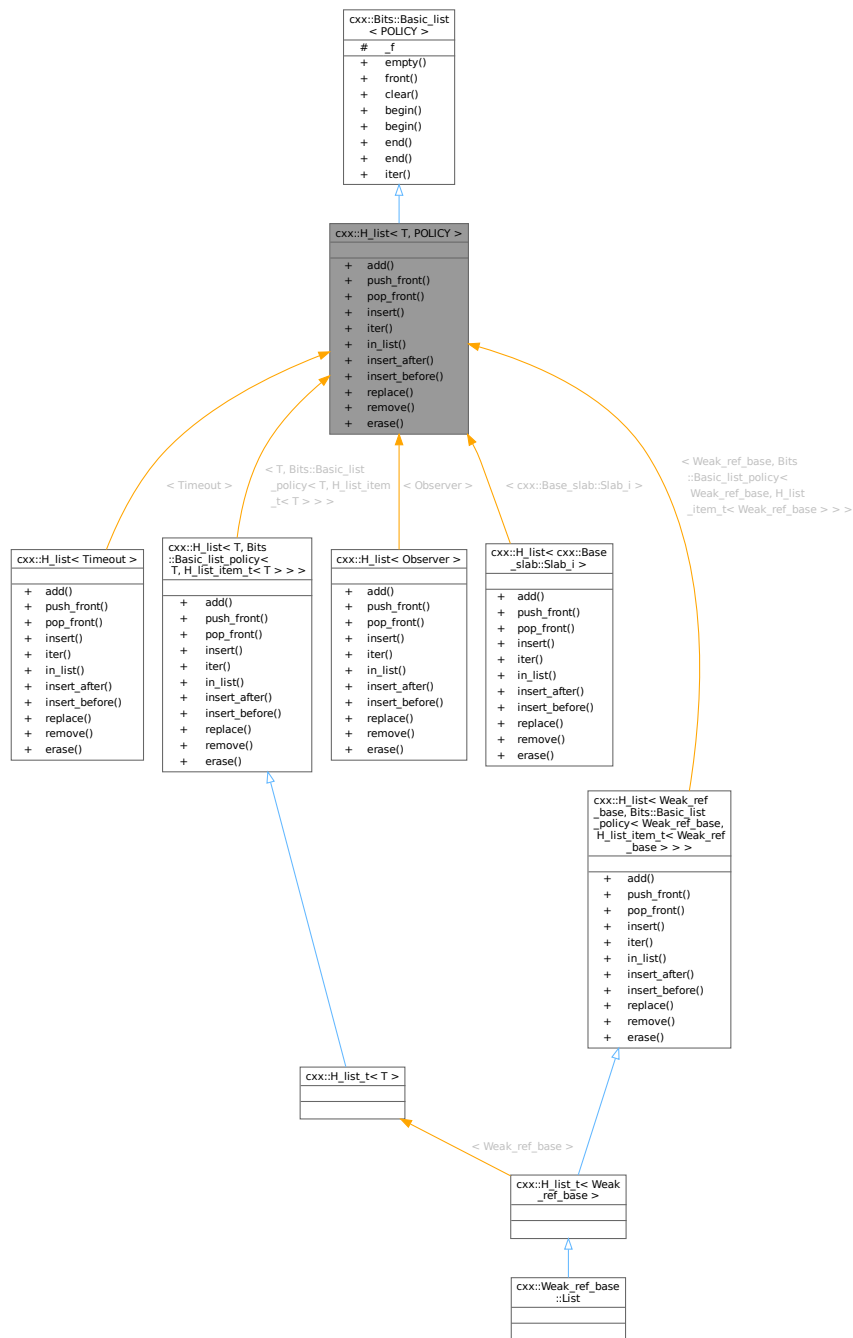 cxx::Bits::Basic_list
< POLICY >
# _f
+ empty()
+ front()
+ clear()
+ begin()
+ begin()
+ end()
+ end()
+ iter()
cxx::H_list< T, POLICY >
+ add()
+ push_front()
+ pop_front()
+ insert()
+ iter()
+ in_list()
+ insert_after()
+ insert_before()
+ replace()
+ remove()
+ erase()
< Timeout >
< T, Bits::Basic_list
_policy< T, H_list_item
_t< T > > >
< Observer >
< cxx::Base_slab::Slab_i >
< Weak_ref_base, Bits
::Basic_list_policy<
Weak_ref_base, H_list
_item_t< Weak_ref_base > > >
cxx::H_list< Timeout >
+ add()
+ push_front()
+ pop_front()
+ insert()
+ iter()
+ in_list()
+ insert_after()
+ insert_before()
+ replace()
+ remove()
+ erase()
cxx::H_list< T, Bits
::Basic_list_policy<
T, H_list_item_t< T > > >
+ add()
+ push_front()
+ pop_front()
+ insert()
+ iter()
+ in_list()
+ insert_after()
+ insert_before()
+ replace()
+ remove()
+ erase()
cxx::H_list< Observer >
+ add()
+ push_front()
+ pop_front()
+ insert()
+ iter()
+ in_list()
+ insert_after()
+ insert_before()
+ replace()
+ remove()
+ erase()
cxx::H_list< cxx::Base
_slab::Slab_i >
+ add()
+ push_front()
+ pop_front()
+ insert()
+ iter()
+ in_list()
+ insert_after()
+ insert_before()
+ replace()
+ remove()
+ erase()
cxx::H_list< Weak_ref
_base, Bits::Basic_list
_policy< Weak_ref_base,
H_list_item_t< Weak_ref
_base > > >
+ add()
+ push_front()
+ pop_front()
+ insert()
+ iter()
+ in_list()
+ insert_after()
+ insert_before()
+ replace()
+ remove()
+ erase()
cxx::H_list_t< T >
< Weak_ref_base >
cxx::H_list_t< Weak
_ref_base >
cxx::Weak_ref_base
::List